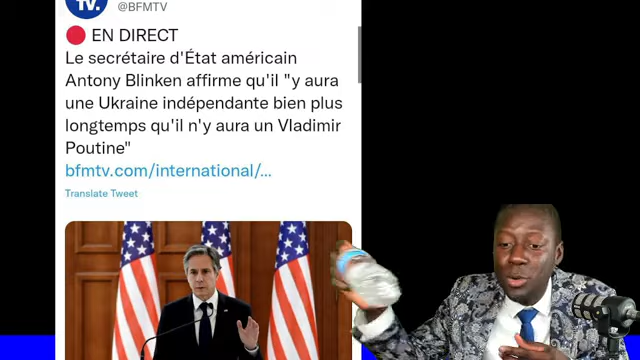 tv.
@BFMTV
🔴 EN DIRECT
Le secrétaire d'État américain
Antony Blinken affirme qu'il "y aura
une Ukraine indépendante bien plus
longtemps qu'il n'y aura un Vladimir
Poutine"
bfmtv.com/international/...
Translate Tweet